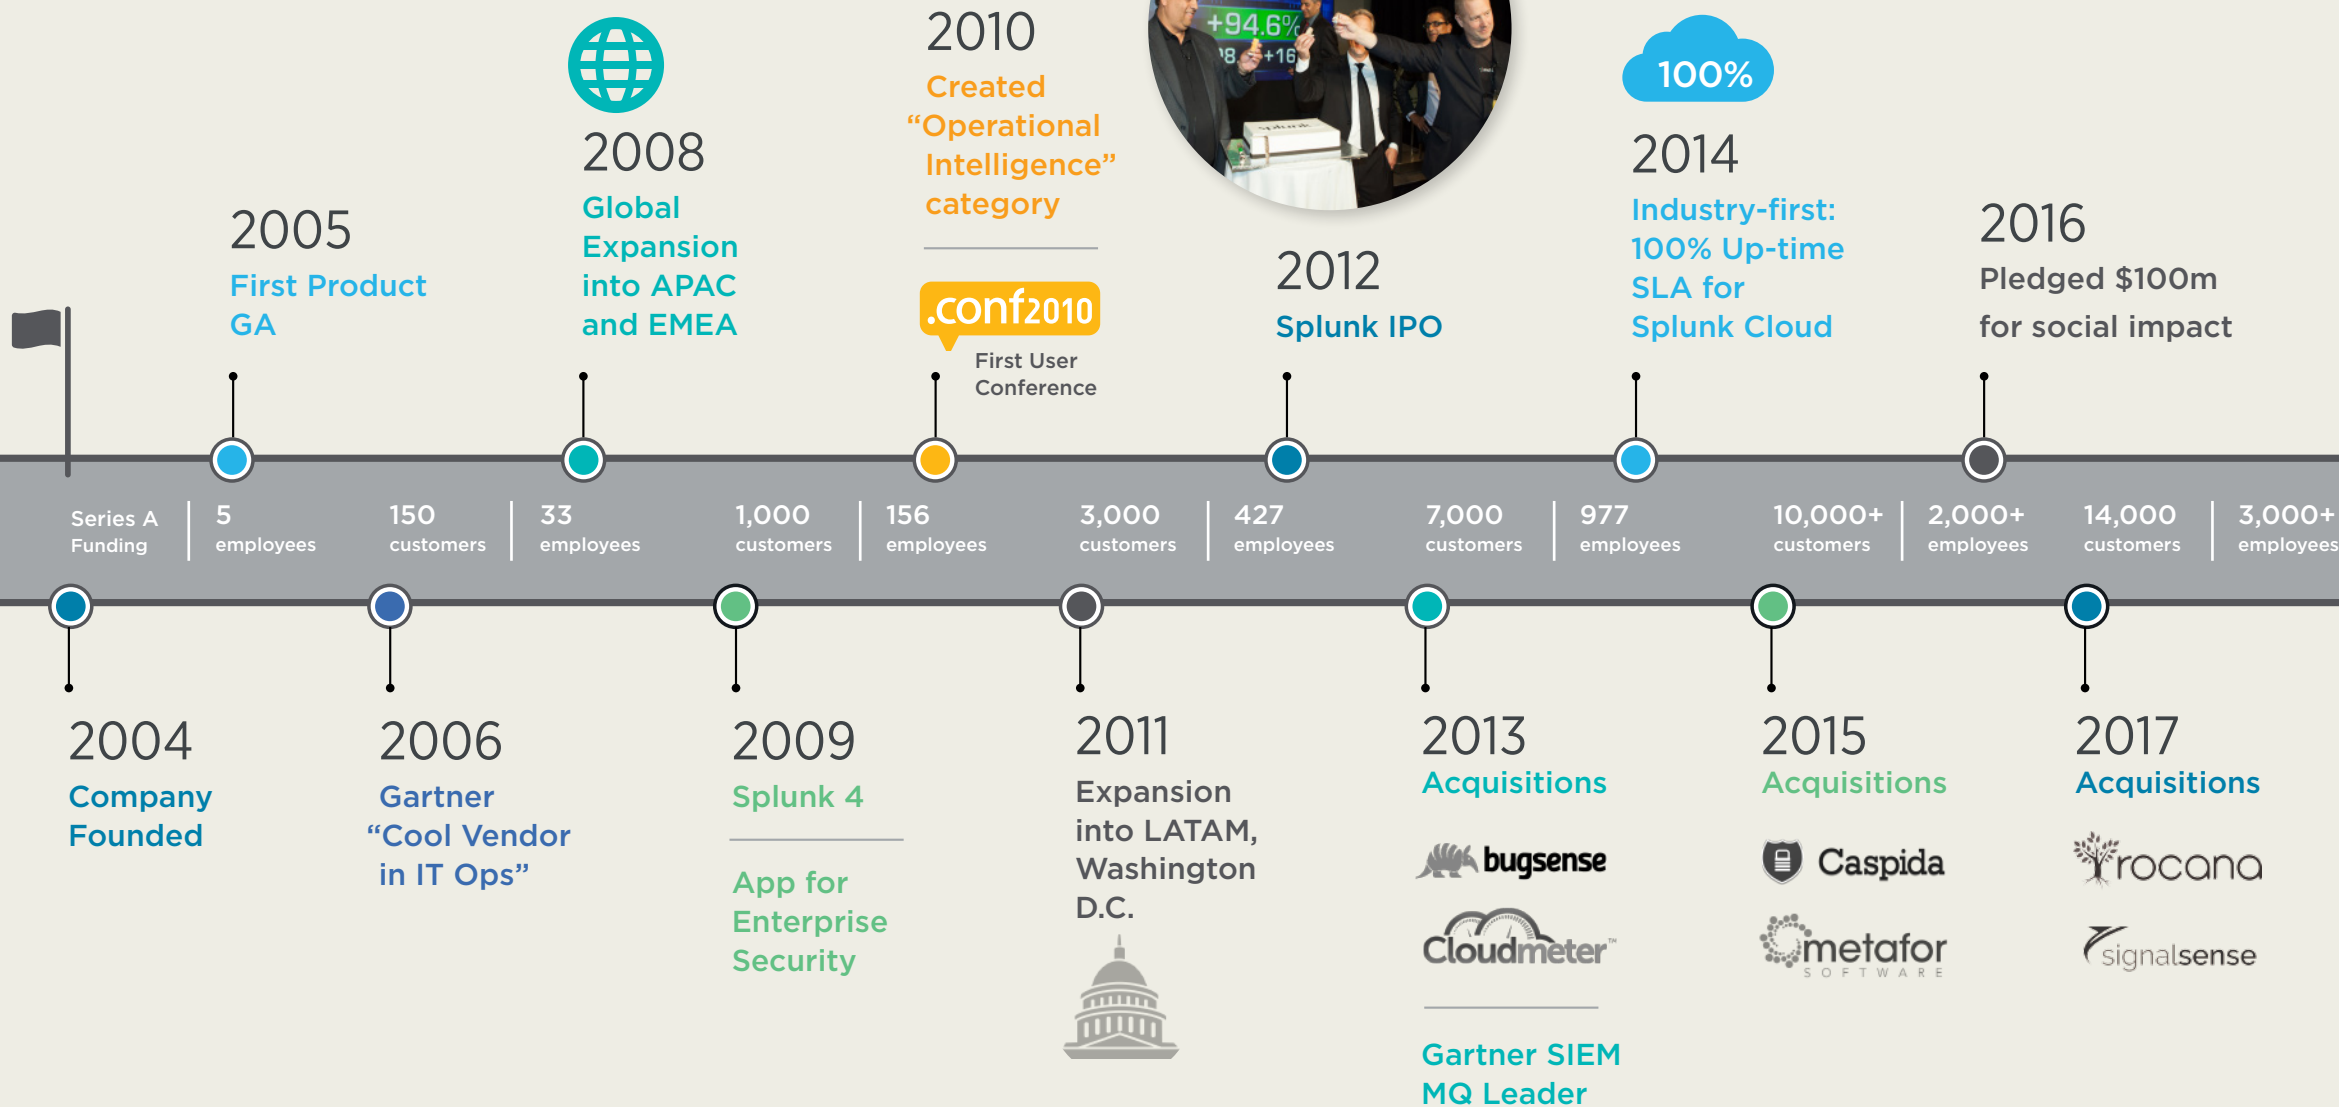 2005
First Product
GA
2008
Global
Expansion
into APAC
and EMEA
2010
Created
“Operational
Intelligence”
category
.conf2010
First User
Conference
+94.6%
+16
splunk>
2012
Splunk IPO
100%
2014
Industry-first:
100% Up-time
SLA for
Splunk Cloud
2016
Pledged $100m
for social impact
Series A
Funding
5
employees
150
customers
33
employees
1,000
customers
156
employees
3,000
customers
427
employees
7,000
customers
977
employees
10,000+
customers
2,000+
employees
14,000
customers
3,000+
employees
2004
Company
Founded
2006
Gartner
“Cool Vendor
in IT Ops”
2009
Splunk 4
App for
Enterprise
Security
2011
Expansion
into LATAM,
Washington
D.C.
2013
Acquisitions
bugsense
Cloudmeter™
Gartner SIEM
MQ Leader
2015
Acquisitions
Caspida
metafor
SOFTWARE
2017
Acquisitions
rocana
signalsense